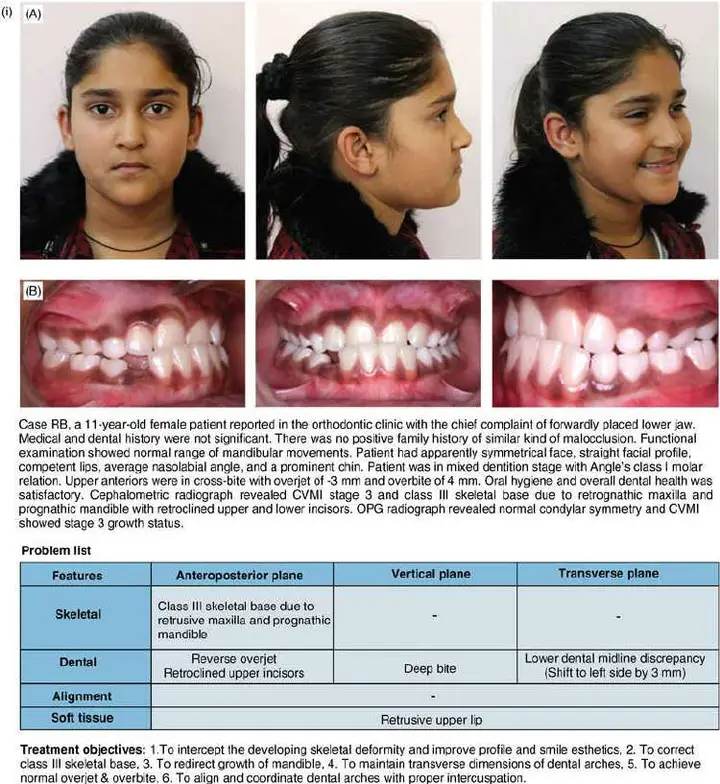 (i)
(A)
(B)
Case RB, a 11-year-old female patient reported in the orthodontic clinic with the chief complaint of forwardly placed lower jaw.
Medical and dental history were not significant. There was no positive family history of similar kind of malocclusion. Functional
examination showed normal range of mandibular movements. Patient had apparently symmetrical face, straight facial profile,
competent lips, average nasolabial angle, and a prominent chin. Patient was in mixed dentition stage with Angle's class I molar
relation. Upper anteriors were in cross-bite with overjet of -3 mm and overbite of 4 mm. Oral hygiene and overall dental health was
satisfactory. Cephalometric radiograph revealed CVMI stage 3 and class III skeletal base due to retrognathic maxilla and
prognathic mandible with retroclined upper and lower incisors. OPG radiograph revealed normal condylar symmetry and CVMI
showed stage 3 growth status.
Problem list
Features Anteroposterior plane Vertical plane Transverse plane
Skeletal Class III skeletal base due to
retrusive maxilla and prognathic
mandible - -
Dental Reverse overjet
Retroclined upper incisors Deep bite Lower dental midline discrepancy
(Shift to left side by 3 mm)
Alignment -
Soft tissue Retrusive upper lip
Treatment objectives: 1.To intercept the developing skeletal deformity and improve profile and smile esthetics, 2. To correct
class III skeletal base, 3. To redirect growth of mandible, 4. To maintain transverse dimensions of dental arches, 5. To achieve
normal overjet & overbite, 6. To align and coordinate dental arches with proper intercuspation.